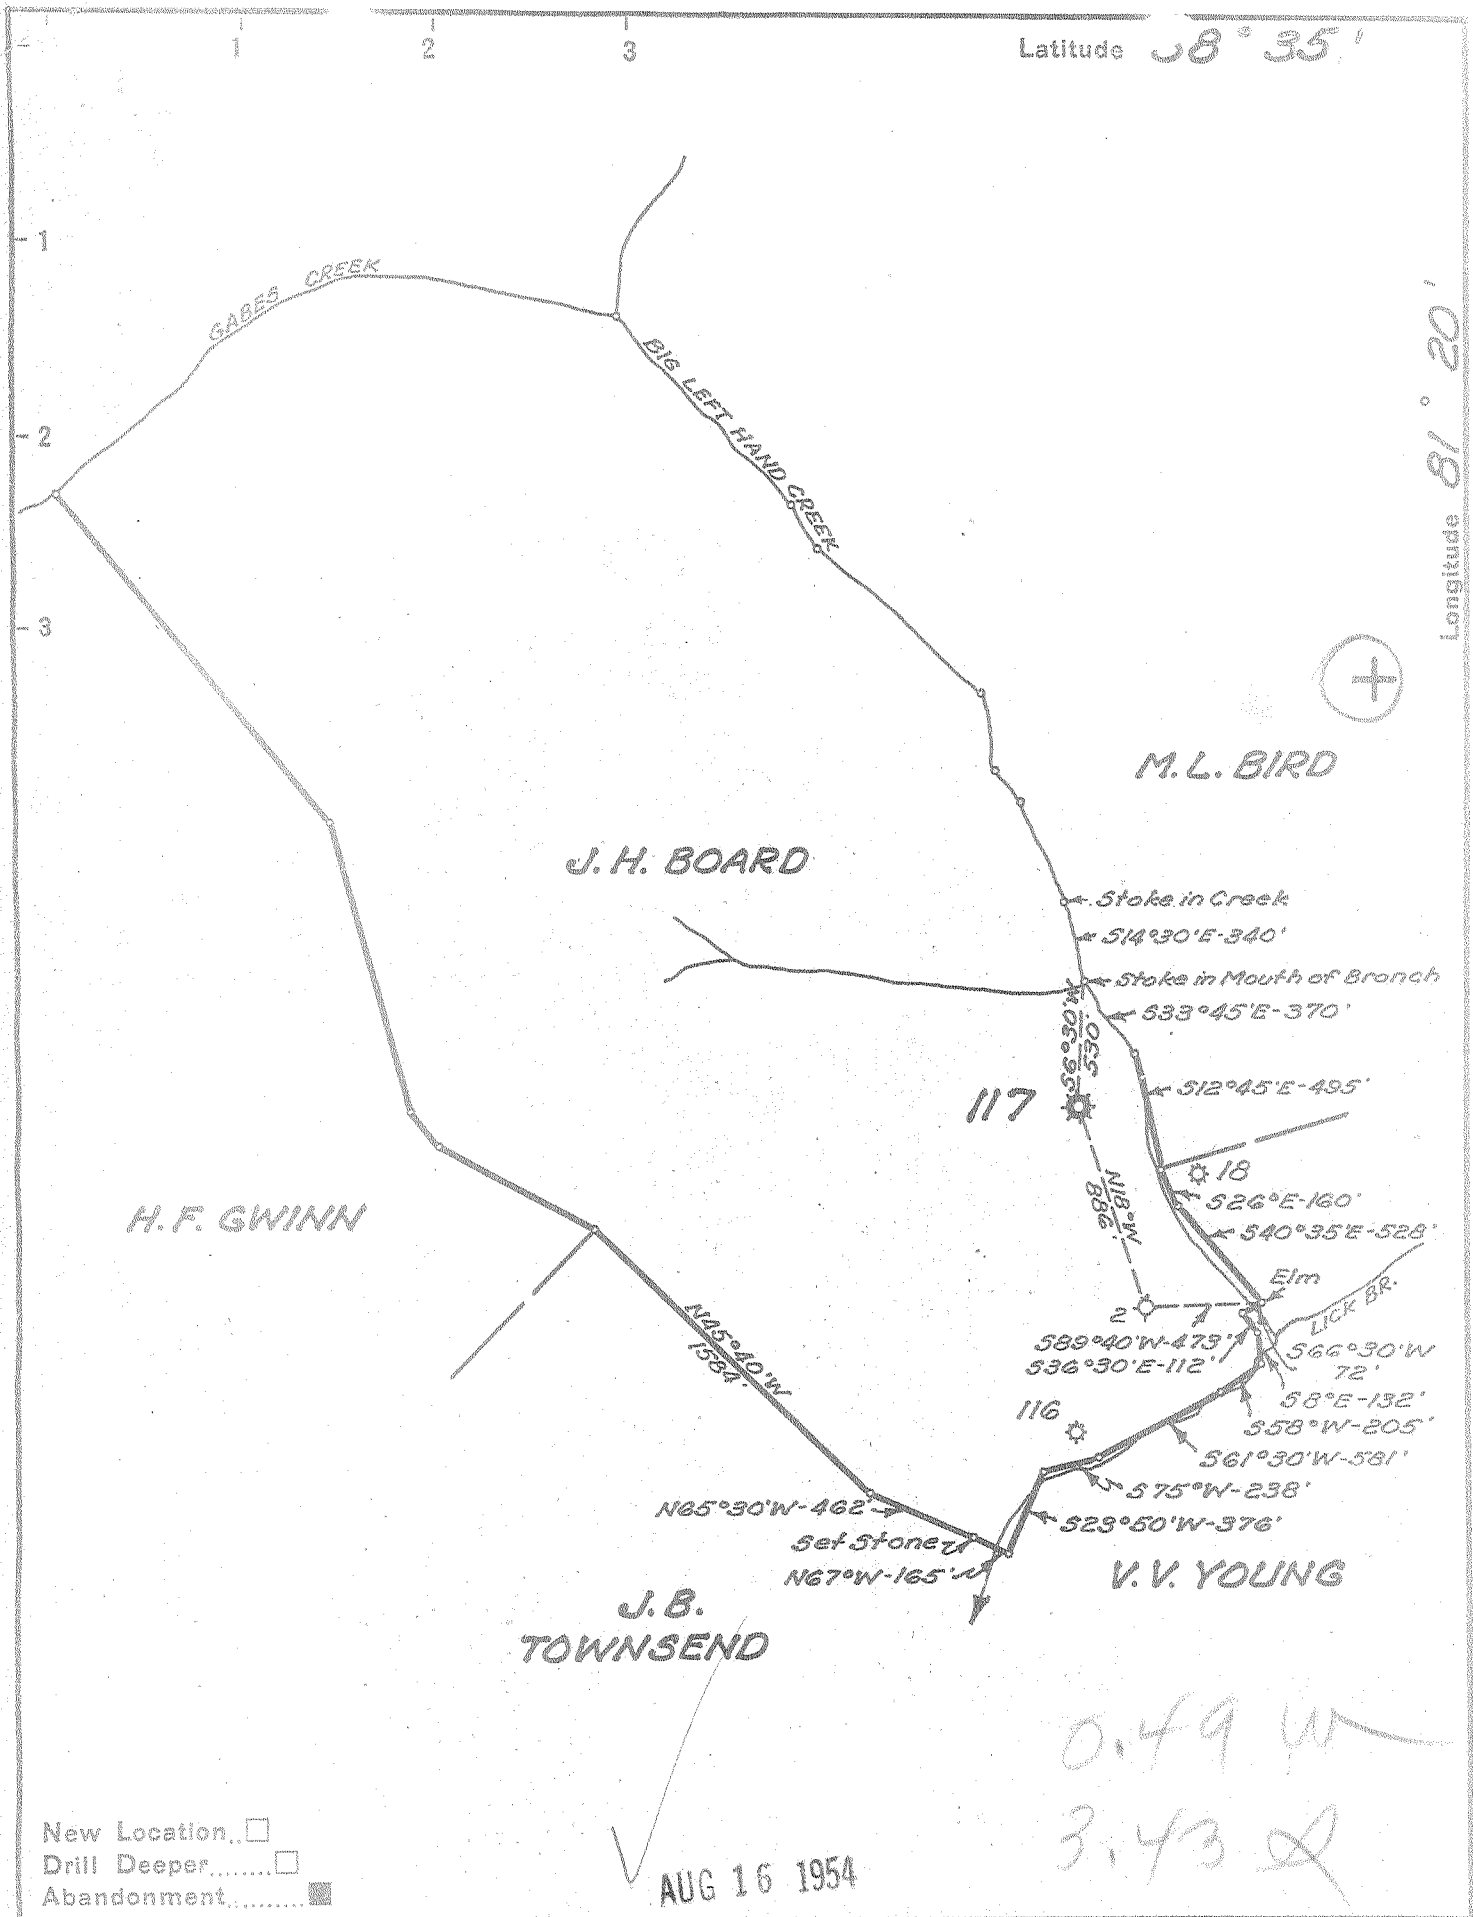 1 2 3
Latitude 38° 35'
1
2
3
Longitude 81° 20'
GABES CREEK
BIG LEFT HAND CREEK
M.L. BIRD
J.H. BOARD
Stake in Creek
S14°30'E-340'
Stake in Mouth of Branch
S33°45'E-370'
S6°30'W
530'
S12°45'E-495'
117
18
S26°E-160'
N18°W
886'
S40°35'E-528'
H.F. GWINN
Elm
LICK BR.
2
S89°40'W-473'
S36°30'E-112'
S66°30'W
72'
N45°40'W
1584'
S8°E-132'
116
S58°W-205'
S61°30'W-581'
S75°W-238'
N65°30'W-462'
S23°50'W-376'
Set Stone
N67°W-165'
V.V. YOUNG
J.B.
TOWNSEND
0.49 W
3.43 S
New Location..
Drill Deeper.......
Abandonment..........
AUG 16 1954